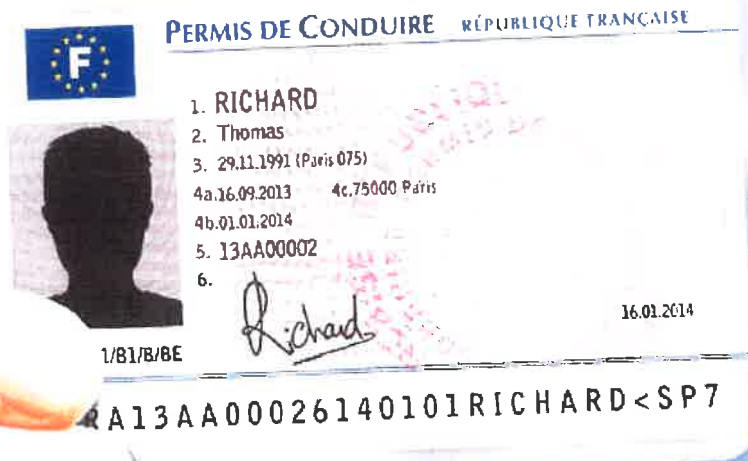 PERMIS DE CONDUIRE RÉPUBLIQUE FRANÇAISE
F
1. RICHARD
2. Thomas
3. 29.11.1991 (Paris 075)
4a.16.09.2013 4c.75000 Paris
4b.01.01.2014
5. 13AA00002
6.
Richard
16.01.2014
1/B1/B/BE
RA13AA00026140101RICHARD<SP7